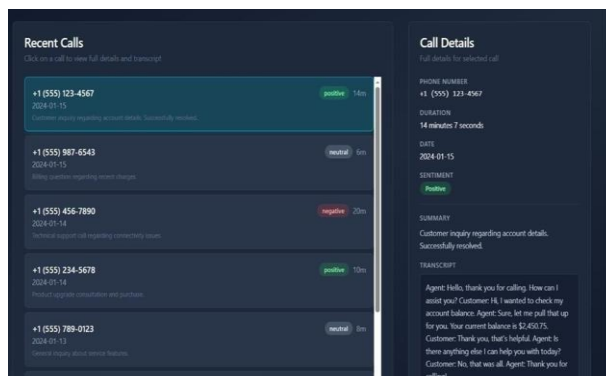 Recent Calls
Click on a call to view full details and transcript
+1 (555) 123-4567
positive 14m
2024-01-15
Customer inquiry regarding account details. Successfully resolved.
+1 (555) 987-6543
neutral 6m
2024-01-15
Billing question regarding recent charges.
+1 (555) 456-7890
negative 20m
2024-01-14
Technical support call regarding connectivity issues.
+1 (555) 234-5678
positive 10m
2024-01-14
Product upgrade consultation and purchase.
+1 (555) 789-0123
neutral 8m
2024-01-13
General inquiry about service features.
Call Details
Full details for selected call
PHONE NUMBER
+1 (555) 123-4567
DURATION
14 minutes 7 seconds
DATE
2024-01-15
SENTIMENT
Positive
SUMMARY
Customer inquiry regarding account details.
Successfully resolved.
TRANSCRIPT
Agent: Hello, thank you for calling. How can I
assist you? Customer: Hi, I wanted to check my
account balance. Agent: Sure, let me pull that up
for you. Your current balance is $2,450.75.
Customer: Thank you, that's helpful. Agent: Is
there anything else I can help you with today?
Customer: No, that was all. Agent: Thank you for
calling!